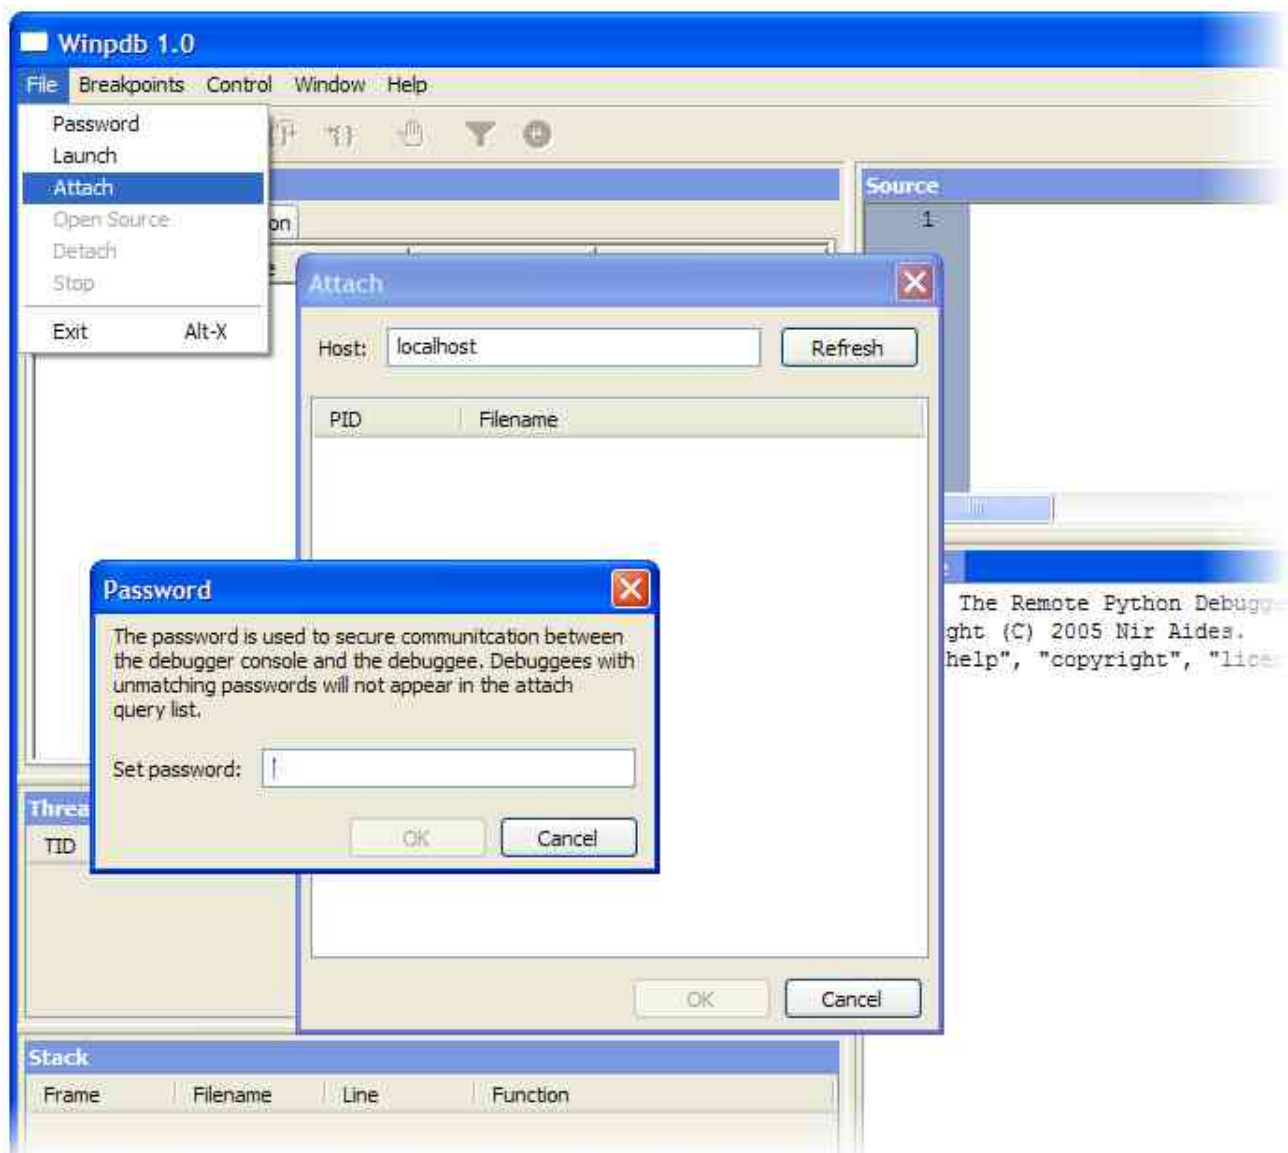 Winpdb 1.0
File Breakpoints Control Window Help
Password
Launch
Attach
Open Source
Detach
Stop
Exit Alt-X
Source
1
Attach
Host: localhost Refresh
PID Filename
OK Cancel
Password
The password is used to secure communitcation between
the debugger console and the debuggee. Debuggees with
unmatching passwords will not appear in the attach
query list.
Set password:
OK Cancel
The Remote Python Debugge
ght (C) 2005 Nir Aides.
help", "copyright", "lice
Threa
TID
Stack
Frame Filename Line Function